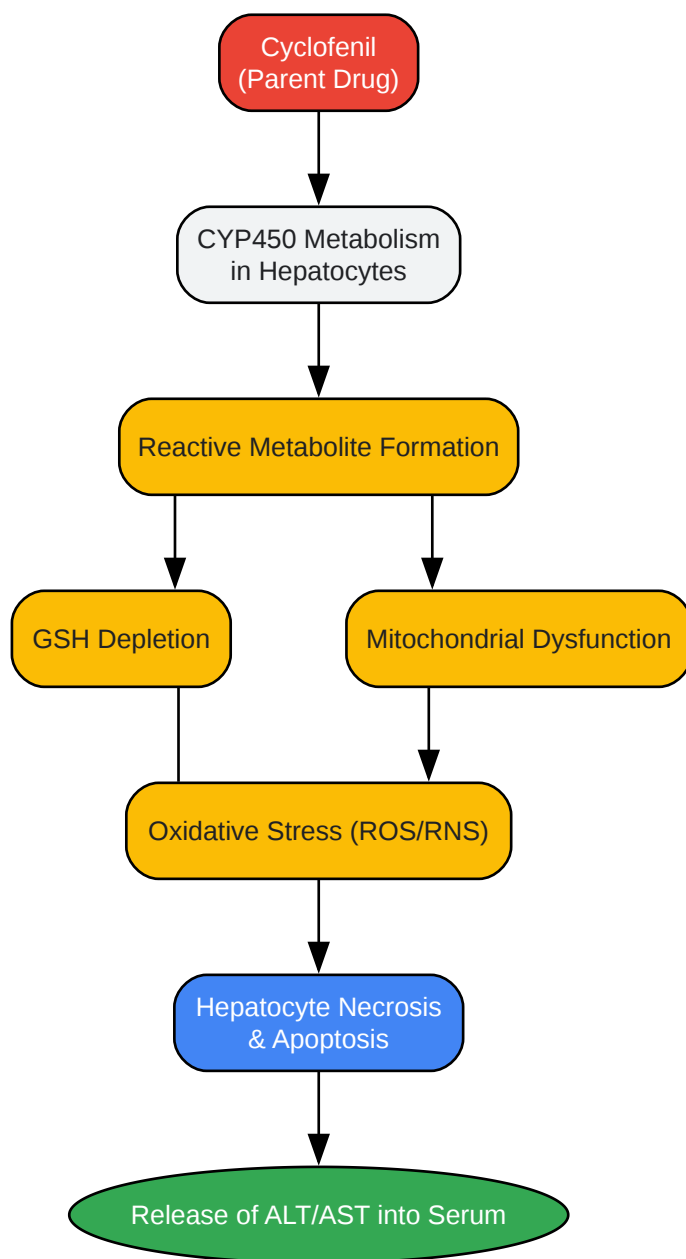 Cyclofenil
(Parent Drug)
CYP450 Metabolism
in Hepatocytes
Reactive Metabolite Formation
GSH Depletion
Mitochondrial Dysfunction
Oxidative Stress (ROS/RNS)
Hepatocyte Necrosis
& Apoptosis
Release of ALT/AST into Serum